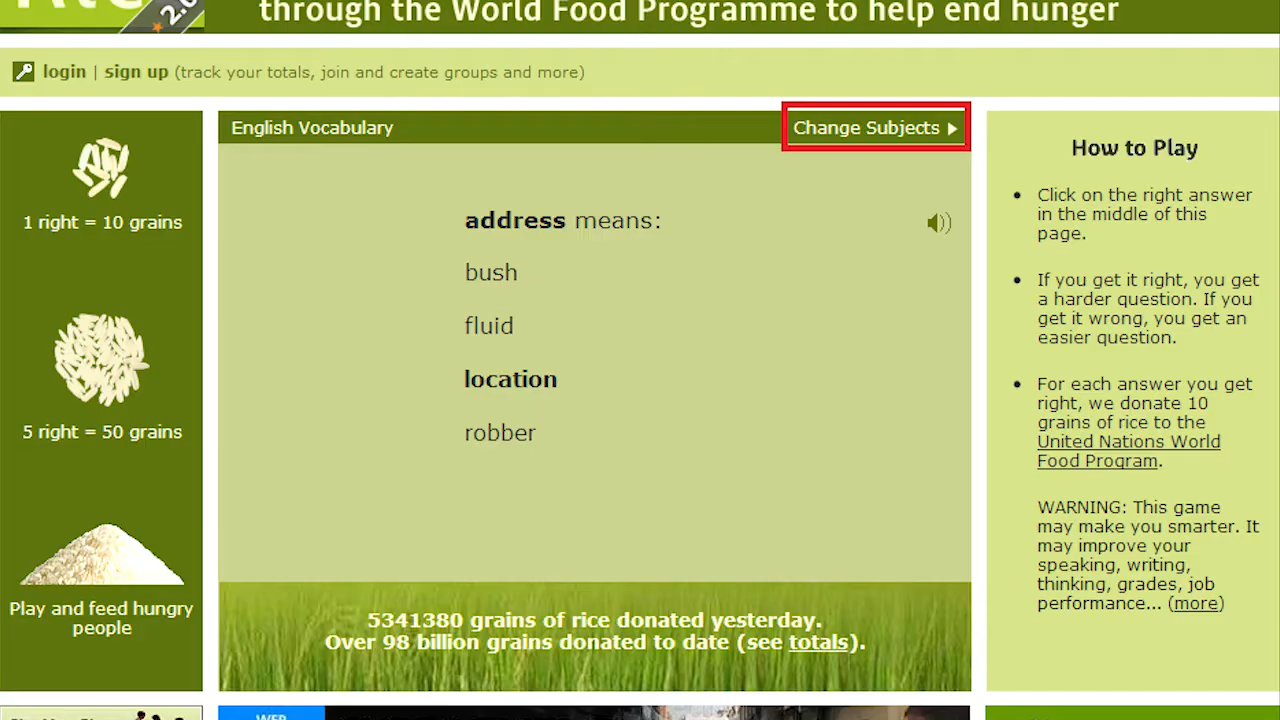 through the World Food Programme to help end hunger
2.0
login | sign up (track your totals, join and create groups and more)
English Vocabulary
Change Subjects
1 right = 10 grains
5 right = 50 grains
Play and feed hungry
people
address means:
bush
fluid
location
robber
5341380 grains of rice donated yesterday.
Over 98 billion grains donated to date (see totals).
How to Play
• Click on the right answer
in the middle of this
page.
• If you get it right, you get
a harder question. If you
get it wrong, you get an
easier question.
• For each answer you get
right, we donate 10
grains of rice to the
United Nations World
Food Program.
WARNING: This game
may make you smarter. It
may improve your
speaking, writing,
thinking, grades, job
performance... (more)
WFP